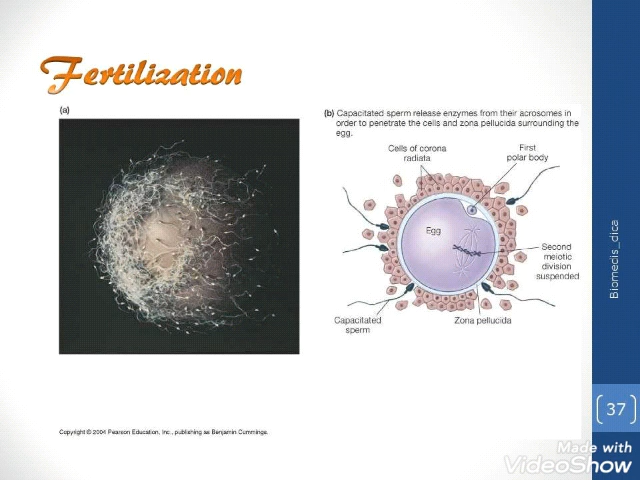 Fertilization
(a)
(b) Capacitated sperm release enzymes from their acrosomes in
order to penetrate the cells and zona pellucida surrounding the
egg.
Cells of corona
radiata
First
polar body
Egg
Second
meiotic
division
suspended
Capacitated
sperm
Zona pellucida
Biomedis_dica
37
Copyright © 2004 Pearson Education, Inc., publishing as Benjamin Cummings.
Made with
VideoShow